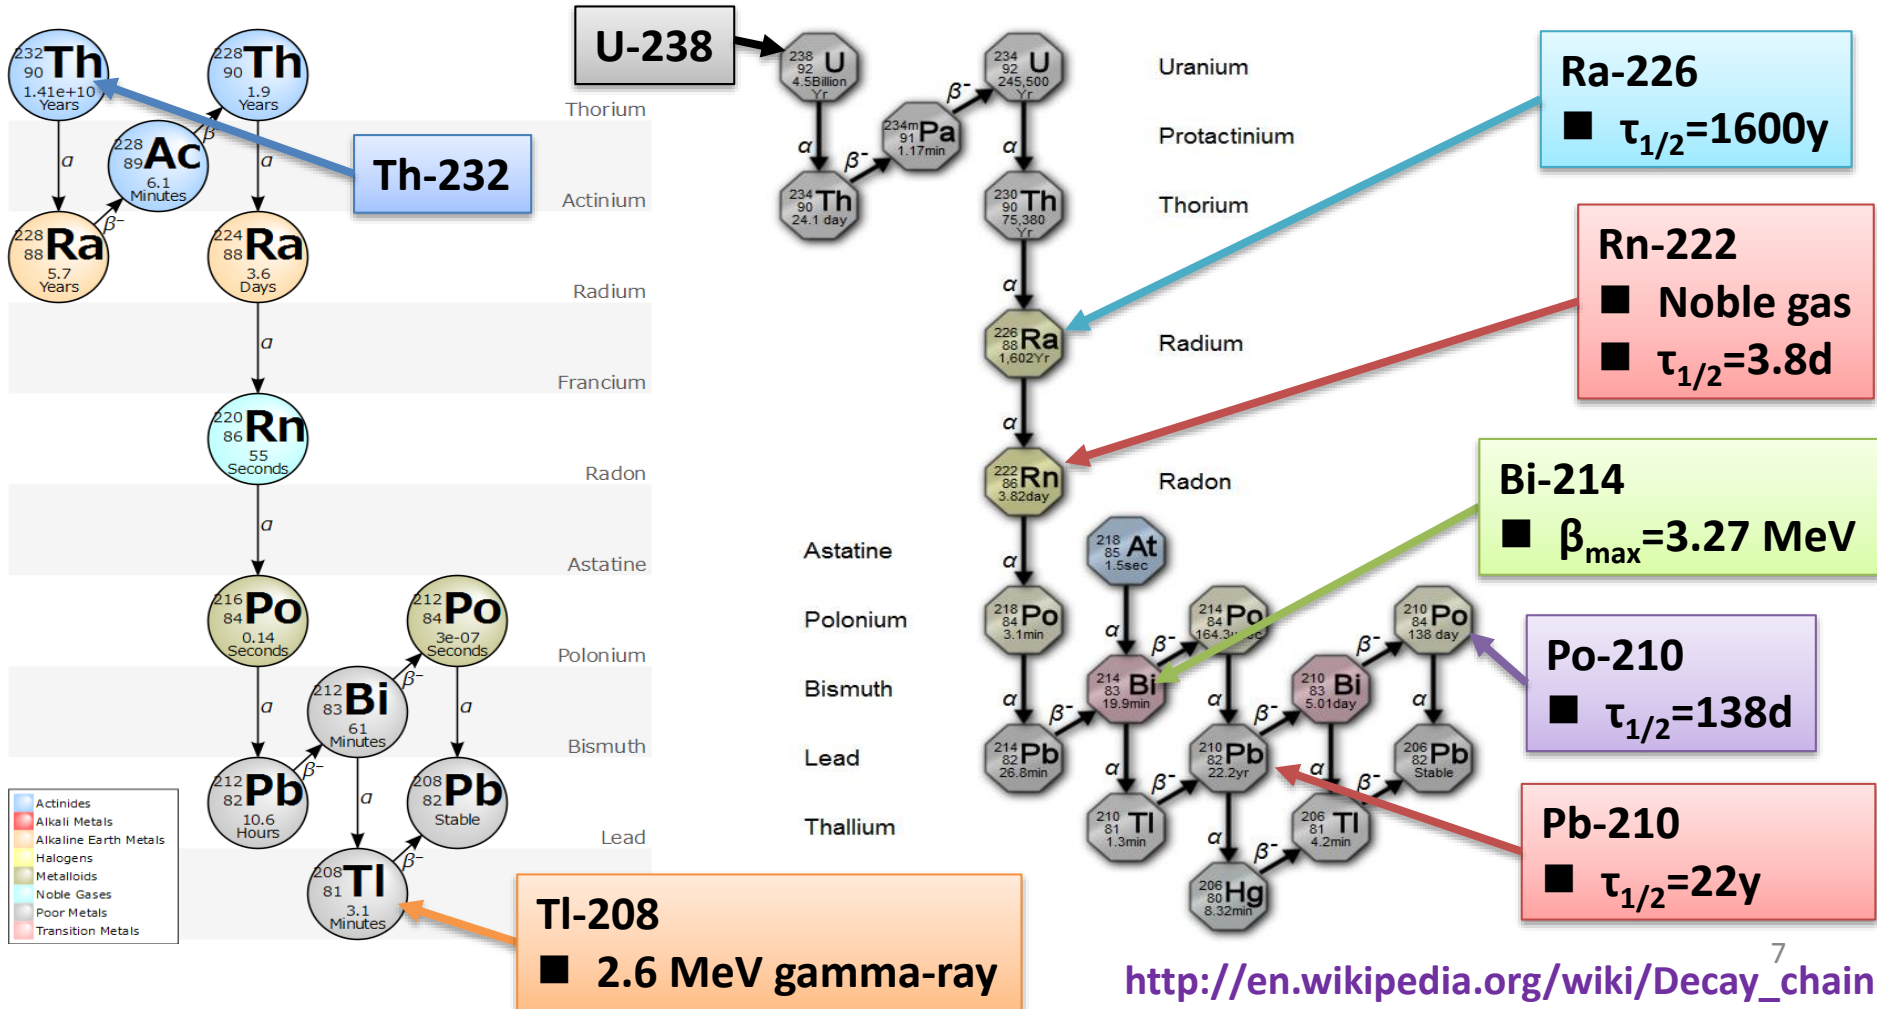 232
90
Th
1.41e+10
Years
228
90
Th
1.9
Years
Thorium
α
β⁻
228
89
Ac
6.1
Minutes
α
Th-232
Actinium
β⁻
228
88
Ra
5.7
Years
224
88
Ra
3.6
Days
Radium
α
Francium
220
86
Rn
55
Seconds
Radon
α
Astatine
216
84
Po
0.14
Seconds
212
84
Po
3e-07
Seconds
Polonium
α
β⁻
212
83
Bi
61
Minutes
α
Bismuth
β⁻
212
82
Pb
10.6
Hours
α
208
82
Pb
Stable
Lead
β⁻
208
81
Tl
3.1
Minutes
Actinides
Alkali Metals
Alkaline Earth Metals
Halogens
Metalloids
Noble Gases
Poor Metals
Transition Metals
Tl-208
■ 2.6 MeV gamma-ray
U-238
238
92
U
4.5Billion
Yr
234
92
U
245,500
Yr
Uranium
α
β⁻
234m
91
Pa
1.17min
β⁻
α
Protactinium
234
90
Th
24.1 day
230
90
Th
75,380
Yr
Thorium
α
226
88
Ra
1,602Yr
Radium
α
222
86
Rn
3.82day
Radon
α
Astatine
218
85
At
1.5sec
Polonium
218
84
Po
3.1min
α
β⁻
214
84
Po
β⁻
210
84
Po
138 day
Bismuth
α
214
83
Bi
19.9min
α
210
83
Bi
5.01day
α
β⁻
β⁻
Lead
214
82
Pb
26.8min
α
β⁻
210
82
Pb
22.2yr
α
β⁻
206
82
Pb
Stable
Thallium
210
81
Tl
1.3min
α
β⁻
206
81
Tl
4.2min
206
80
Hg
8.32min
Ra-226
■ τ1/2=1600y
Rn-222
■ Noble gas
■ τ1/2=3.8d
Bi-214
■ βmax=3.27 MeV
Po-210
■ τ1/2=138d
Pb-210
■ τ1/2=22y
7
http://en.wikipedia.org/wiki/Decay_chain